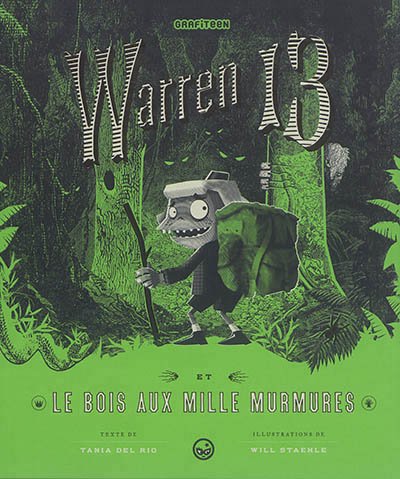 GRAFITEEN
Warren 13
ET
LE BOIS AUX MILLE MURMURES
TEXTE DE
TANIA DEL RIO
ILLUSTRATIONS DE
WILL STAEHLE